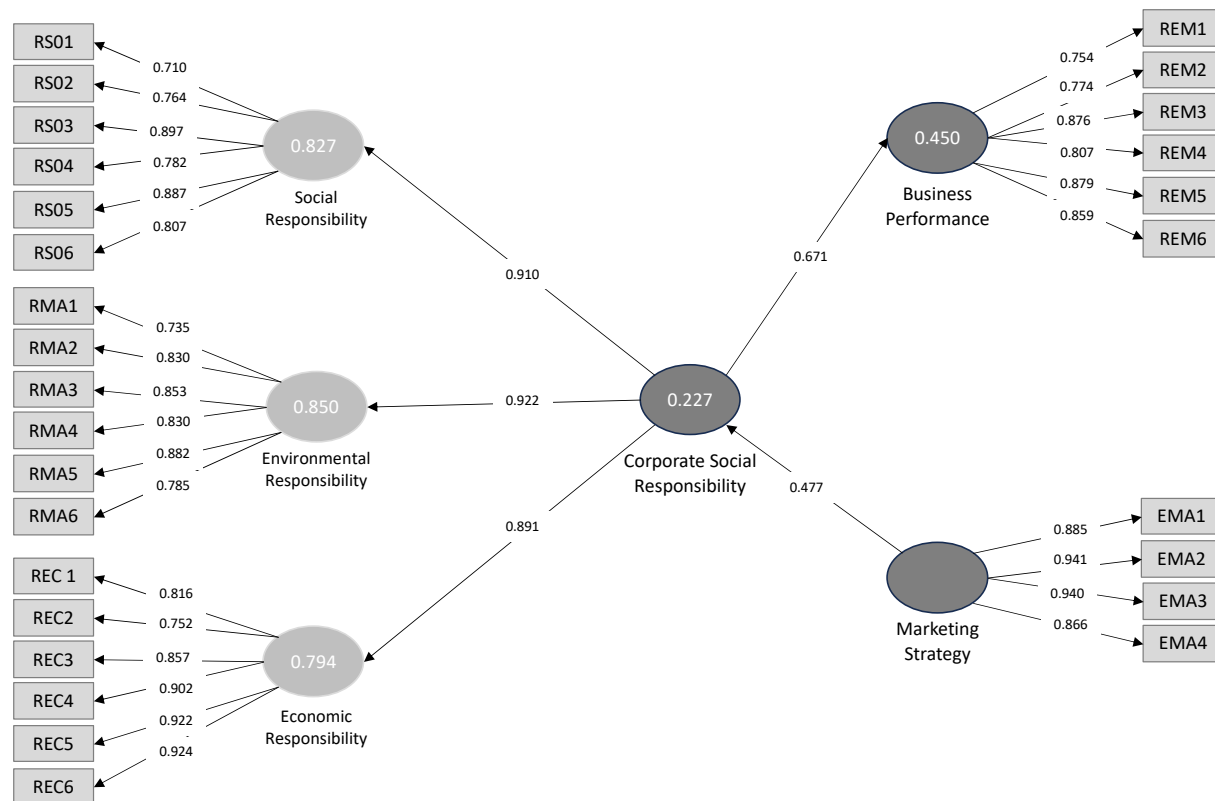 RS01
RS02
RS03
RS04
RS05
RS06
0.710
0.764
0.897
0.782
0.887
0.807
0.827
Social
Responsibility
RMA1
RMA2
RMA3
RMA4
RMA5
RMA6
0.735
0.830
0.853
0.830
0.882
0.785
0.850
Environmental
Responsibility
REC 1
REC2
REC3
REC4
REC5
REC6
0.816
0.752
0.857
0.902
0.922
0.924
0.794
Economic
Responsibility
0.910
0.922
0.891
0.227
Corporate Social
Responsibility
0.671
0.477
0.450
Business
Performance
0.754
0.774
0.876
0.807
0.879
0.859
REM1
REM2
REM3
REM4
REM5
REM6
Marketing
Strategy
0.885
0.941
0.940
0.866
EMA1
EMA2
EMA3
EMA4